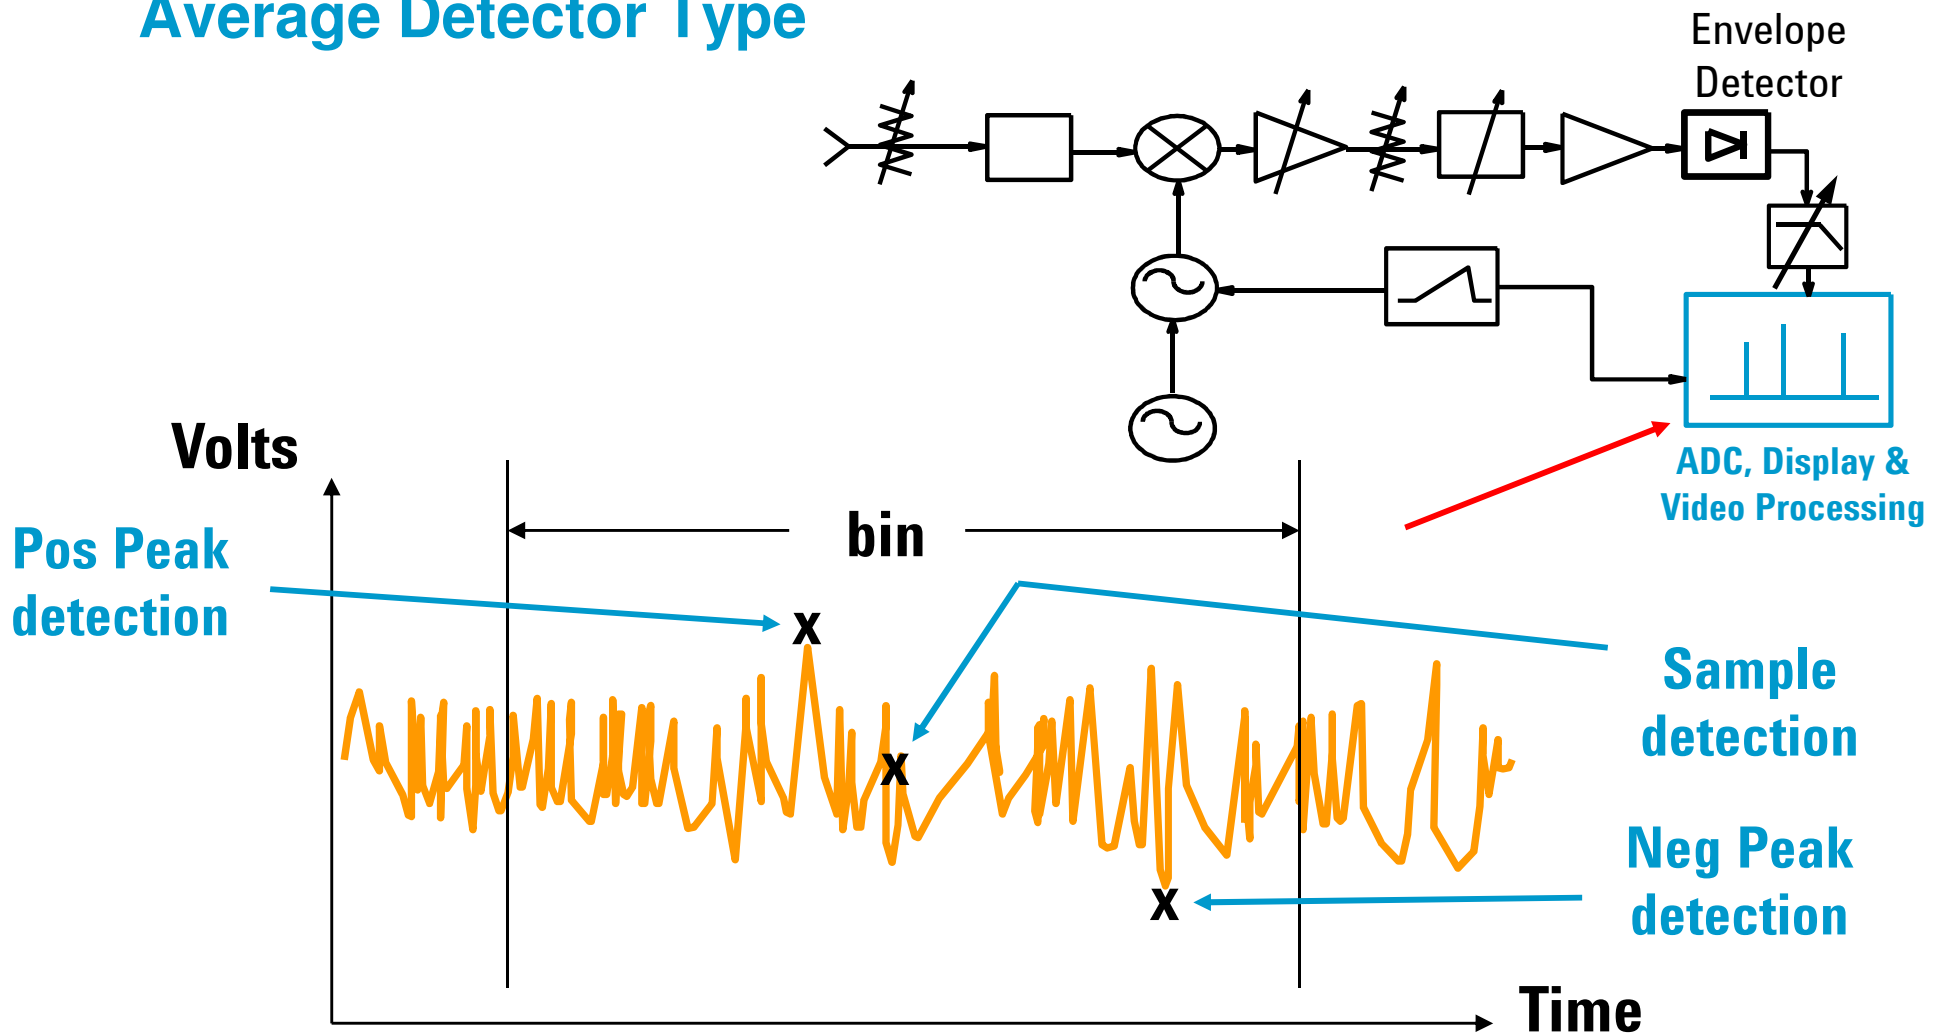 Average Detector Type
Envelope
Detector
ADC, Display &
Video Processing
Volts
bin
Pos Peak
detection
x
x
x
Sample
detection
Neg Peak
detection
Time